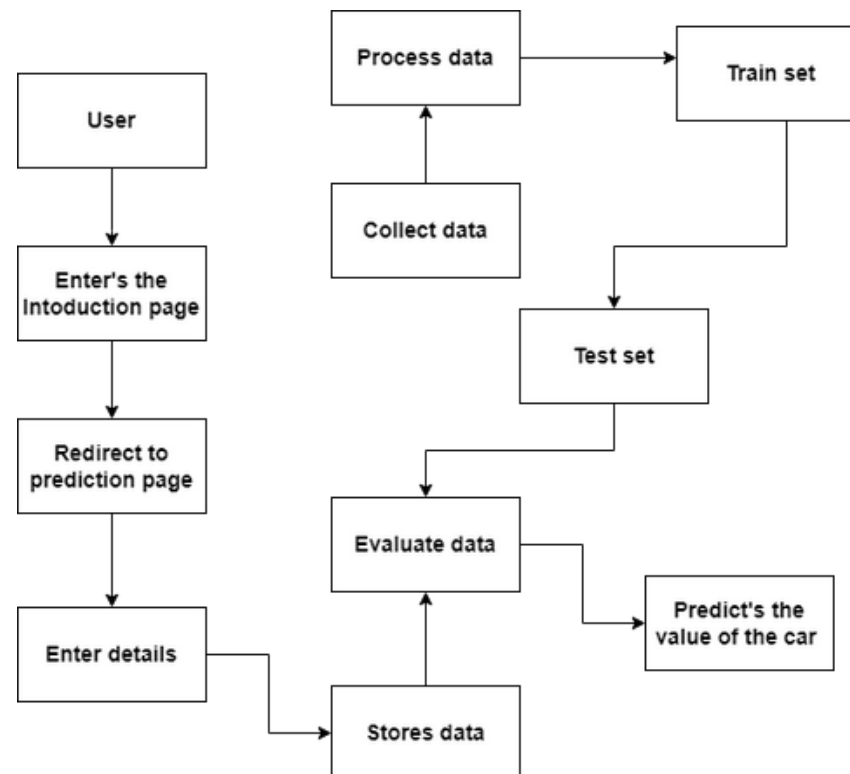 Process data
Train set
User
Collect data
Enter's the
Intoduction page
Test set
Redirect to
prediction page
Evaluate data
Predict's the
value of the car
Enter details
Stores data